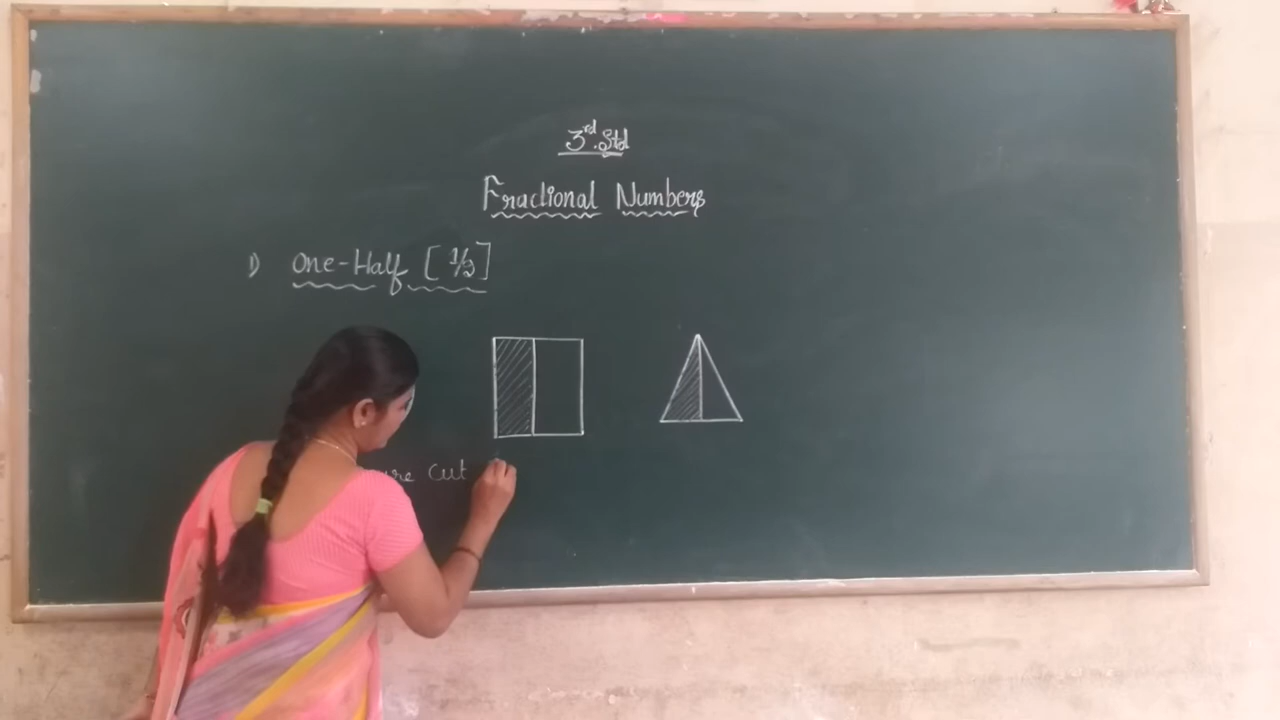 3rd.Std
Fractional Numbers
1) One-Half [1/2]
cut